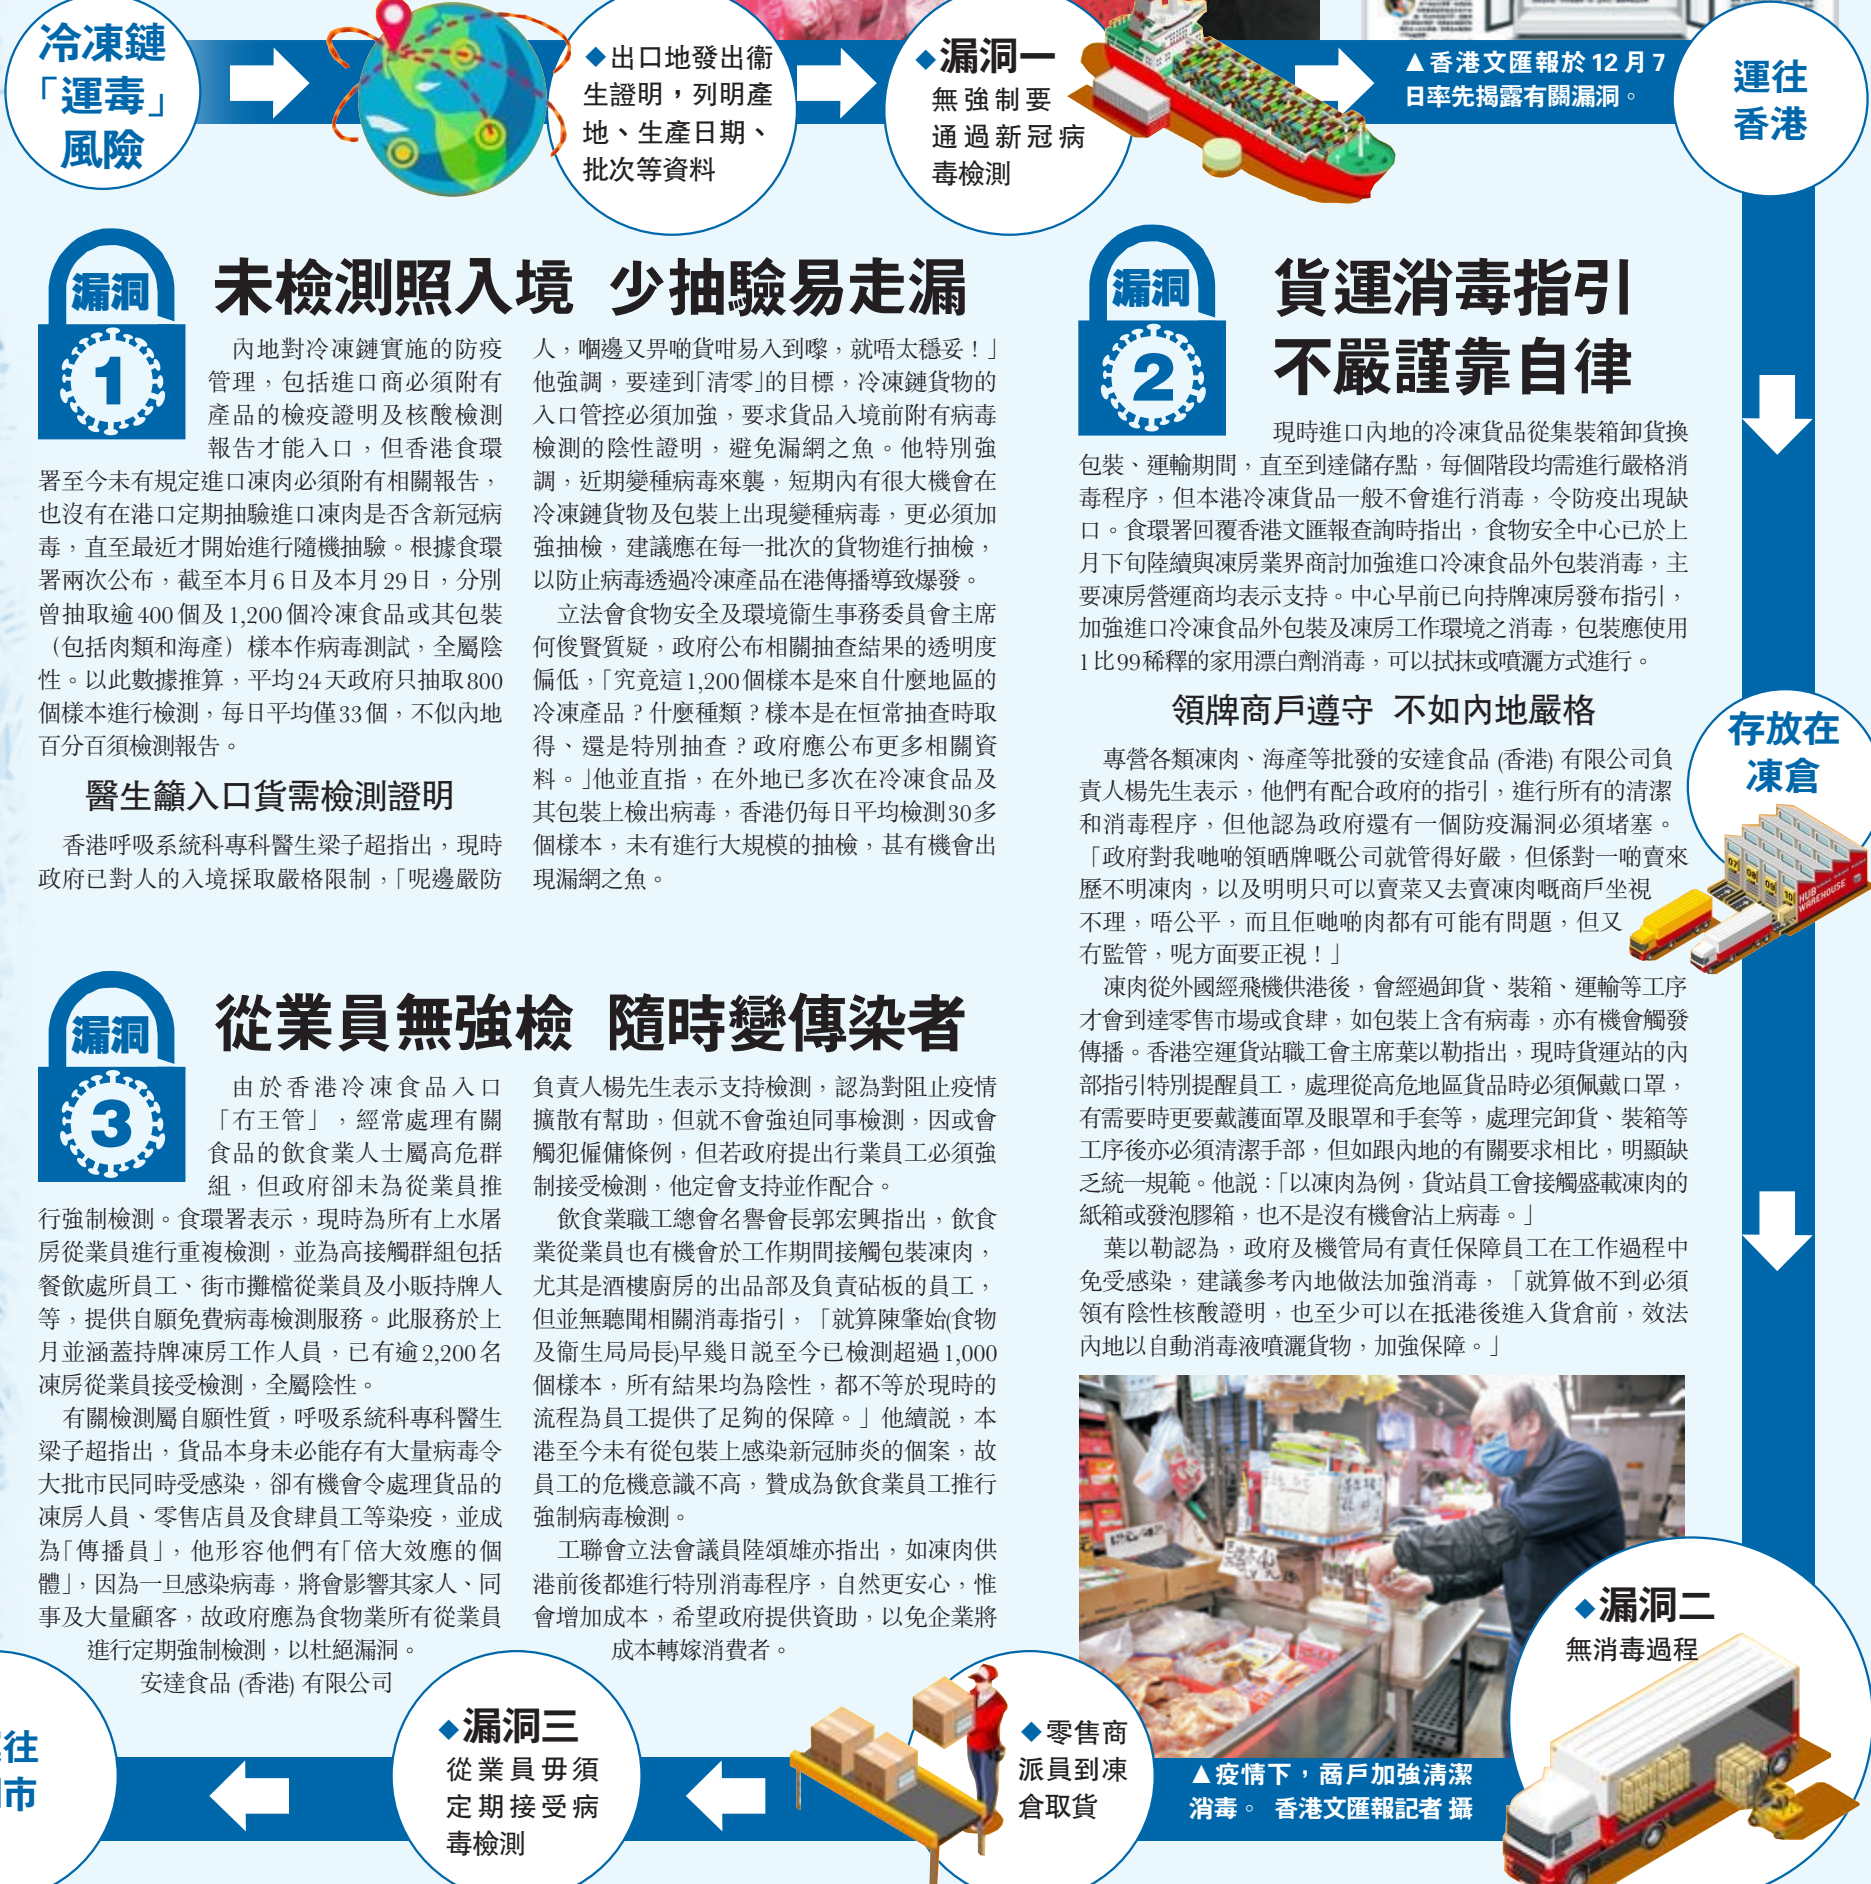 冷凍鏈
「運毒」
風險
◆出口地發出衞
生證明，列明產
地、生產日期、
批次等資料
◆漏洞一
無強制要
通過新冠病
毒檢測
▲香港文匯報於12月7
日率先揭露有關漏洞。
運往
香港
漏洞
1
未檢測照入境 少抽驗易走漏
內地對冷凍鏈實施的防疫
管理，包括進口商必須附有
產品的檢疫證明及核酸檢測
報告才能入口，但香港食環
署至今未有規定進口凍肉必須附有相關報告，
也沒有在港口定期抽驗進口凍肉是否含新冠病
毒，直至最近才開始進行隨機抽驗。根據食環
署兩次公布，截至本月6日及本月29日，分別
曾抽取逾400個及1,200個冷凍食品或其包裝
（包括肉類和海產）樣本作病毒測試，全屬陰
性。以此數據推算，平均24天政府只抽取800
個樣本進行檢測，每日平均僅33個，不似內地
百分百須檢測報告。
醫生籲入口貨需檢測證明
香港呼吸系統科專科醫生梁子超指出，現時
政府已對人的入境採取嚴格限制，「呢邊嚴防
人，嗰邊又畀啲貨咁易入到嚟，就唔太穩妥！」
他強調，要達到「清零」的目標，冷凍鏈貨物的
入口管控必須加強，要求貨品入境前附有病毒
檢測的陰性證明，避免漏網之魚。他特別強
調，近期變種病毒來襲，短期內有很大機會在
冷凍鏈貨物及包裝上出現變種病毒，更必須加
強抽檢，建議應在每一批次的貨物進行抽檢，
以防止病毒透過冷凍產品在港傳播導致爆發。
立法會食物安全及環境衞生事務委員會主席
何俊賢質疑，政府公布相關抽查結果的透明度
偏低，「究竟這1,200個樣本是來自什麼地區的
冷凍產品？什麼種類？樣本是在恒常抽查時取
得、還是特別抽查？政府應公布更多相關資
料。」他並直指，在外地已多次在冷凍食品及
其包裝上檢出病毒，香港仍每日平均檢測30多
個樣本，未有進行大規模的抽檢，甚有機會出
現漏網之魚。
漏洞
2
貨運消毒指引
不嚴謹靠自律
現時進口內地的冷凍貨品從集裝箱卸貨換
包裝、運輸期間，直至到達儲存點，每個階段均需進行嚴格消
毒程序，但本港冷凍貨品一般不會進行消毒，令防疫出現缺
口。食環署回覆香港文匯報查詢時指出，食物安全中心已於上
月下旬陸續與凍房業界商討加強進口冷凍食品外包裝消毒，主
要凍房營運商均表示支持。中心早前已向持牌凍房發布指引，
加強進口冷凍食品外包裝及凍房工作環境之消毒，包裝應使用
1比99稀釋的家用漂白劑消毒，可以拭抹或噴灑方式進行。
領牌商戶遵守 不如內地嚴格
專營各類凍肉、海產等批發的安達食品 (香港) 有限公司負
責人楊先生表示，他們有配合政府的指引，進行所有的清潔
和消毒程序，但他認為政府還有一個防疫漏洞必須堵塞。
「政府對我哋啲領晒牌嘅公司就管得好嚴，但係對一啲賣來
歷不明凍肉，以及明明只可以賣菜又去賣凍肉嘅商戶坐視
不理，唔公平，而且佢哋啲肉都有可能有問題，但又
冇監管，呢方面要正視！」
凍肉從外國經飛機供港後，會經過卸貨、裝箱、運輸等工序
才會到達零售市場或食肆，如包裝上含有病毒，亦有機會觸發
傳播。香港空運貨站職工會主席葉以勒指出，現時貨運站的內
部指引特別提醒員工，處理從高危地區貨品時必須佩戴口罩，
有需要時更要戴護面罩及眼罩和手套等，處理完卸貨、裝箱等
工序後亦必須清潔手部，但如跟內地的有關要求相比，明顯缺
乏統一規範。他説：「以凍肉為例，貨站員工會接觸盛載凍肉的
紙箱或發泡膠箱，也不是沒有機會沾上病毒。」
葉以勒認為，政府及機管局有責任保障員工在工作過程中
免受感染，建議參考內地做法加強消毒，「就算做不到必須
領有陰性核酸證明，也至少可以在抵港後進入貨倉前，效法
內地以自動消毒液噴灑貨物，加強保障。」
存放在
凍倉
07
08
09
10
HUB
WAREHOUSE
漏洞
3
從業員無強檢 隨時變傳染者
由於香港冷凍食品入口
「冇王管」，經常處理有關
食品的飲食業人士屬高危群
組，但政府卻未為從業員推
行強制檢測。食環署表示，現時為所有上水屠
房從業員進行重複檢測，並為高接觸群組包括
餐飲處所員工、街市攤檔從業員及小販持牌人
等，提供自願免費病毒檢測服務。此服務於上
月並涵蓋持牌凍房工作人員，已有逾2,200名
凍房從業員接受檢測，全屬陰性。
有關檢測屬自願性質，呼吸系統科專科醫生
梁子超指出，貨品本身未必能存有大量病毒令
大批市民同時受感染，卻有機會令處理貨品的
凍房人員、零售店員及食肆員工等染疫，並成
為「傳播員」，他形容他們有「倍大效應的個
體」，因為一旦感染病毒，將會影響其家人、同
事及大量顧客，故政府應為食物業所有從業員
進行定期強制檢測，以杜絕漏洞。
安達食品 (香港) 有限公司
負責人楊先生表示支持檢測，認為對阻止疫情
擴散有幫助，但就不會強迫同事檢測，因或會
觸犯僱傭條例，但若政府提出行業員工必須強
制接受檢測，他定會支持並作配合。
飲食業職工總會名譽會長郭宏興指出，飲食
業從業員也有機會於工作期間接觸包裝凍肉，
尤其是酒樓廚房的出品部及負責砧板的員工，
但並無聽聞相關消毒指引，「就算陳肇始(食物
及衞生局局長)早幾日説至今已檢測超過1,000
個樣本，所有結果均為陰性，都不等於現時的
流程為員工提供了足夠的保障。」他續説，本
港至今未有從包裝上感染新冠肺炎的個案，故
員工的危機意識不高，贊成為飲食業員工推行
強制病毒檢測。
工聯會立法會議員陸頌雄亦指出，如凍肉供
港前後都進行特別消毒程序，自然更安心，惟
會增加成本，希望政府提供資助，以免企業將
成本轉嫁消費者。
◆漏洞二
無消毒過程
▲疫情下，商戶加強清潔
消毒。 香港文匯報記者 攝
◆零售商
派員到凍
倉取貨
◆漏洞三
從業員毋須
定期接受病
毒檢測
往
市